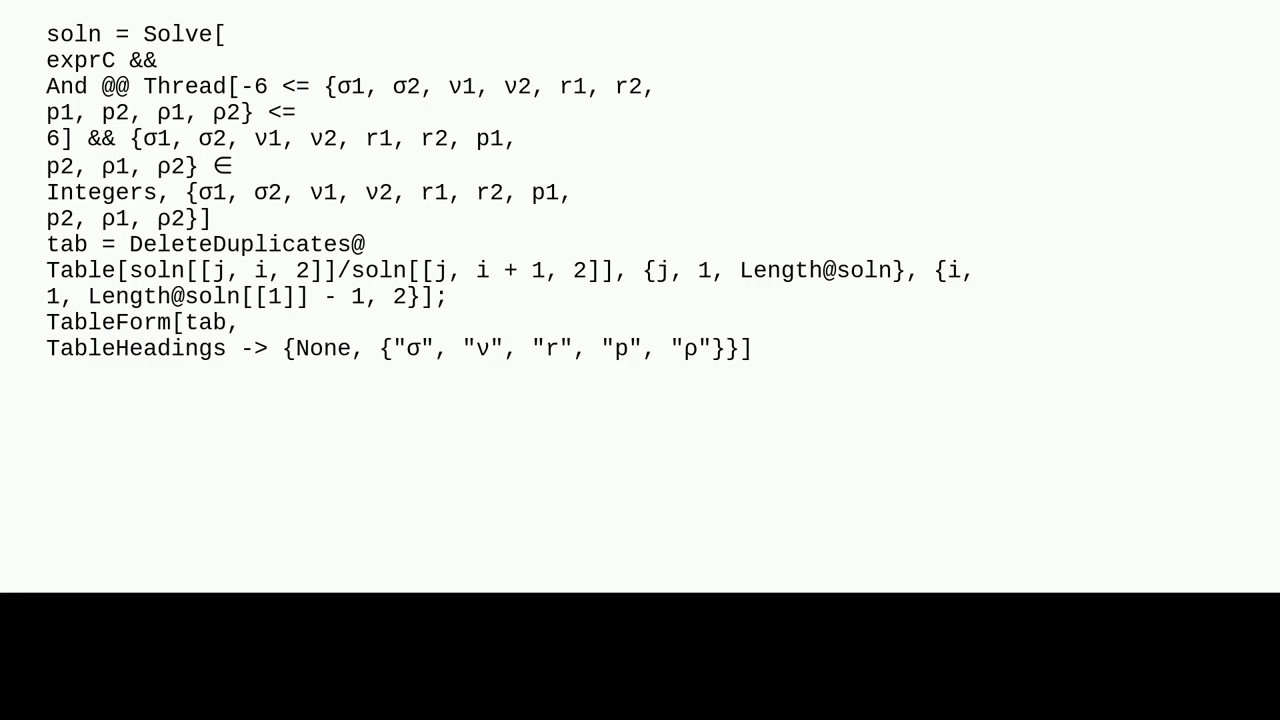 soln = Solve[
exprC &&
And @@ Thread[-6 <= {σ1, σ2, ν1, ν2, r1, r2,
p1, p2, ρ1, ρ2} <=
6] && {σ1, σ2, ν1, ν2, r1, r2, p1,
p2, ρ1, ρ2} ∈
Integers, {σ1, σ2, ν1, ν2, r1, r2, p1,
p2, ρ1, ρ2}]
tab = DeleteDuplicates@
Table[soln[[j, i, 2]]/soln[[j, i + 1, 2]], {j, 1, Length@soln}, {i,
1, Length@soln[[1]] - 1, 2}];
TableForm[tab,
TableHeadings -> {None, {"σ", "ν", "r", "p", "ρ"}}]